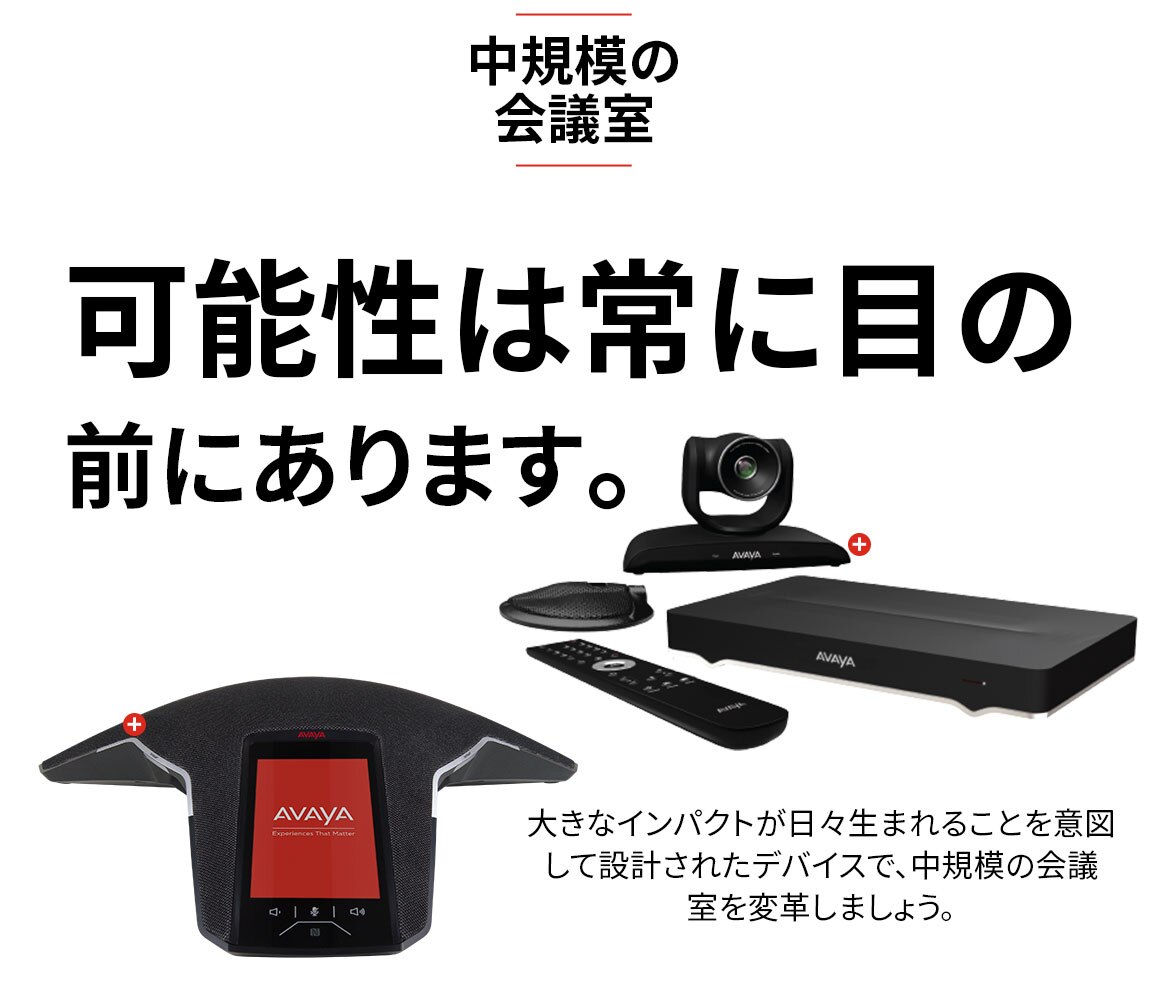 中規模の
会議室
可能性は常に目の
前にあります。
AVAYA
AVAYA
AVAYA
AVAYA
AVAYA
Experiences That Matter
大きなインパクトが日々生まれることを意図
して設計されたデバイスで、中規模の会議
室を変革しましょう。